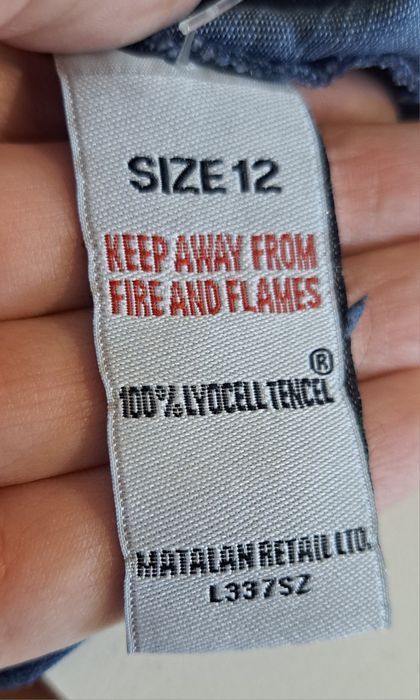 SIZE 12
KEEP AWAY FROM
FIRE AND FLAMES
100% LYOCELL TENCEL®
MATALAN RETAIL LTD.
L337SZ